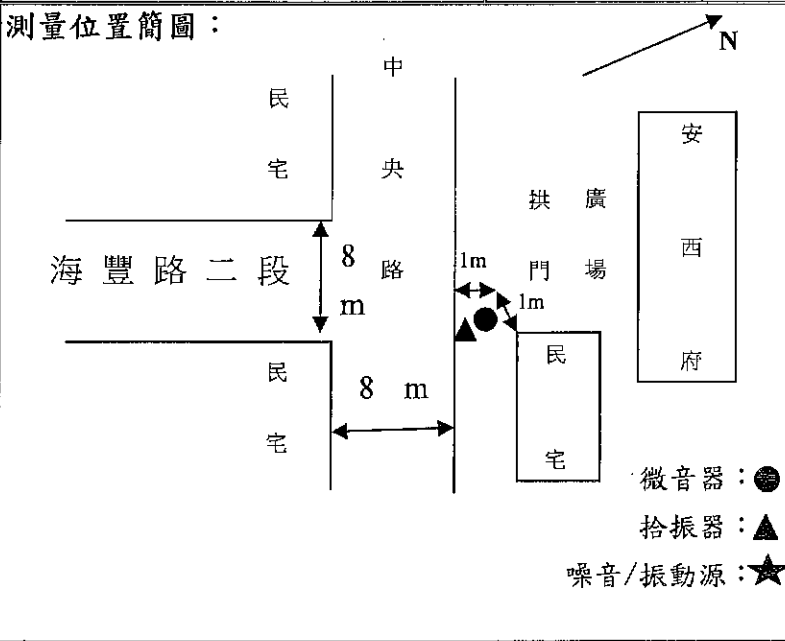 測量位置簡圖：
N
中央路
民宅
安西府
拱門
廣場
海豐路二段
8 m
1m
1m
民宅
8 m
民宅
微音器：
拾振器：
噪音/振動源：